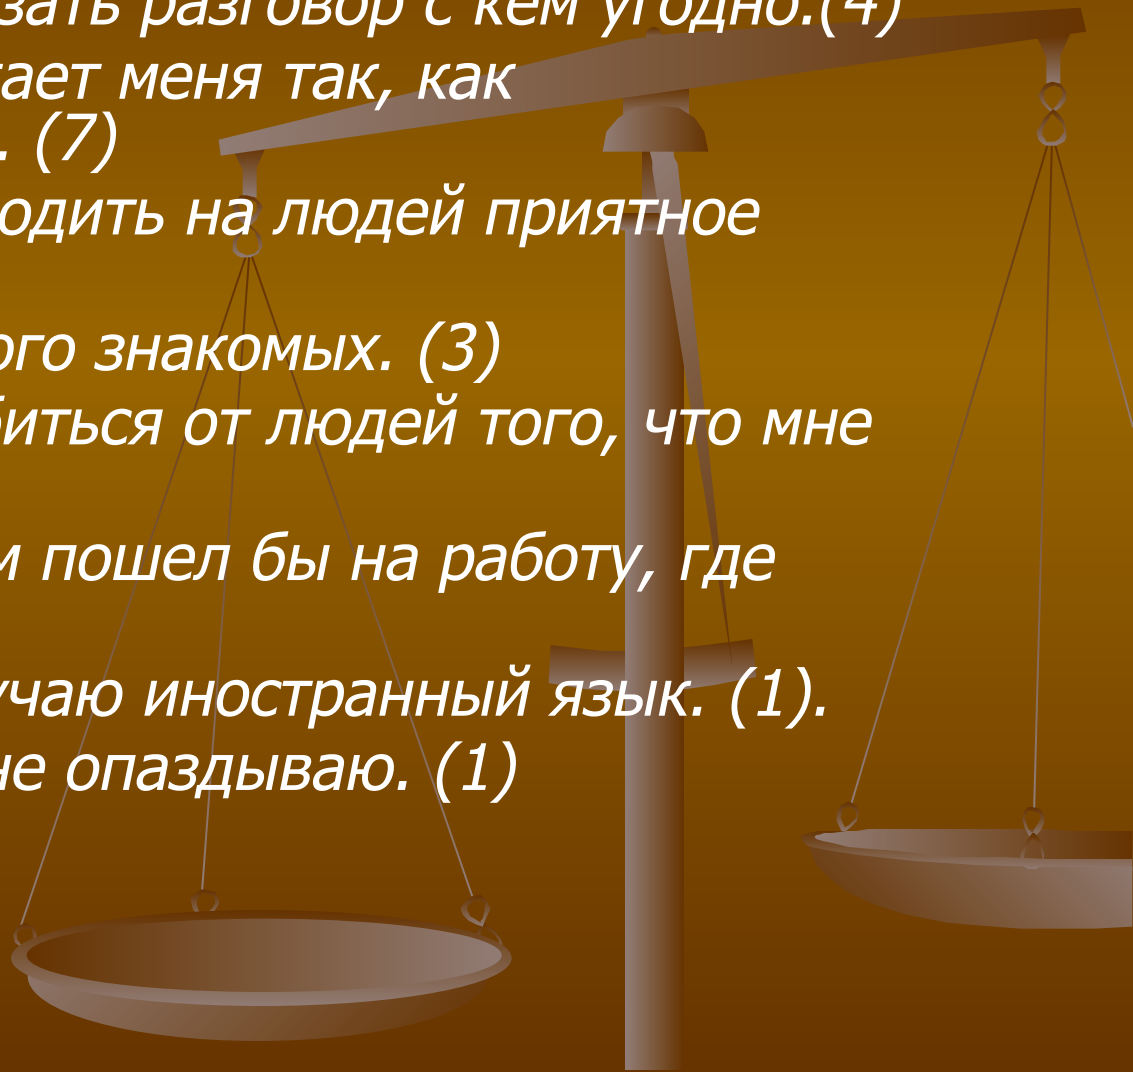 зать разговор с кем угодно.(4)
ает меня так, как
. (7)
одить на людей приятное
ого знакомых. (3)
биться от людей того, что мне
м пошел бы на работу, где
учаю иностранный язык. (1).
не опаздываю. (1)